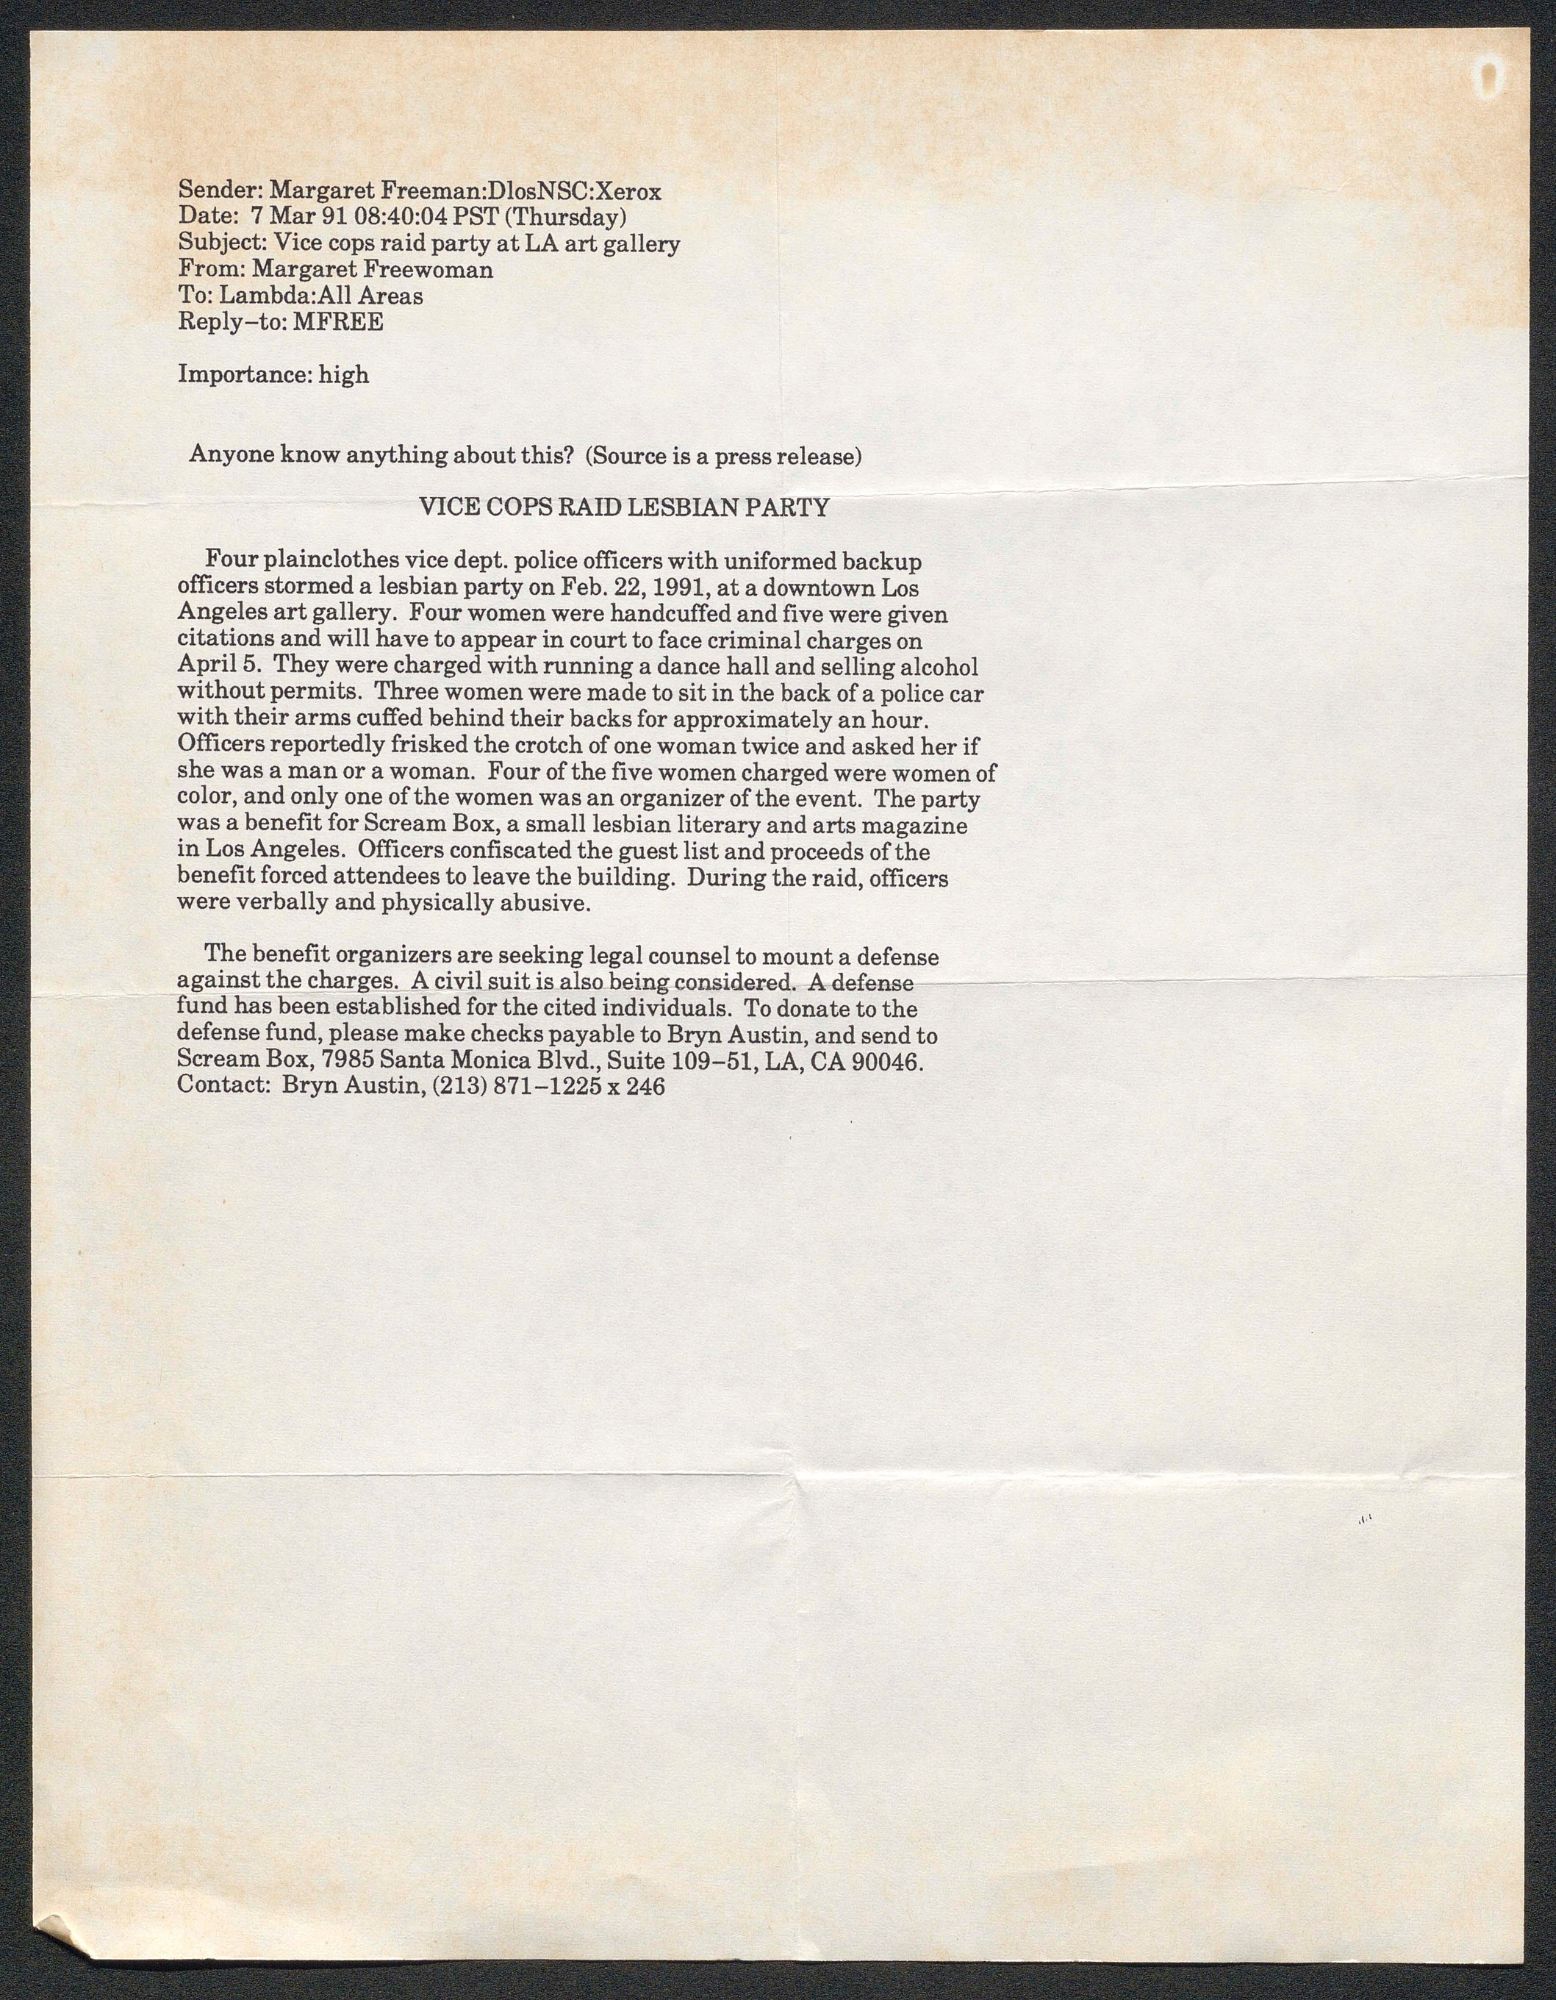 Sender: Margaret Freeman:DlosNSC:Xerox
Date:  7 Mar 91 08:40:04 PST (Thursday)
Subject: Vice cops raid party at LA art gallery
From: Margaret Freewoman
To: Lambda:All Areas
Reply-to: MFREE
Importance: high
Anyone know anything about this?  (Source is a press release)
VICE COPS RAID LESBIAN PARTY
Four plainclothes vice dept. police officers with uniformed backup
officers stormed a lesbian party on Feb. 22, 1991, at a downtown Los
Angeles art gallery.  Four women were handcuffed and five were given
citations and will have to appear in court to face criminal charges on
April 5.  They were charged with running a dance hall and selling alcohol
without permits.  Three women were made to sit in the back of a police car
with their arms cuffed behind their backs for approximately an hour.
Officers reportedly frisked the crotch of one woman twice and asked her if
she was a man or a woman.  Four of the five women charged were women of
color, and only one of the women was an organizer of the event.  The party
was a benefit for Scream Box, a small lesbian literary and arts magazine
in Los Angeles.  Officers confiscated the guest list and proceeds of the
benefit forced attendees to leave the building.  During the raid, officers
were verbally and physically abusive.
The benefit organizers are seeking legal counsel to mount a defense
against the charges.  A civil suit is also being considered.  A defense
fund has been established for the cited individuals.  To donate to the
defense fund, please make checks payable to Bryn Austin, and send to
Scream Box, 7985 Santa Monica Blvd., Suite 109-51, LA, CA 90046.
Contact:  Bryn Austin, (213) 871-1225 x 246